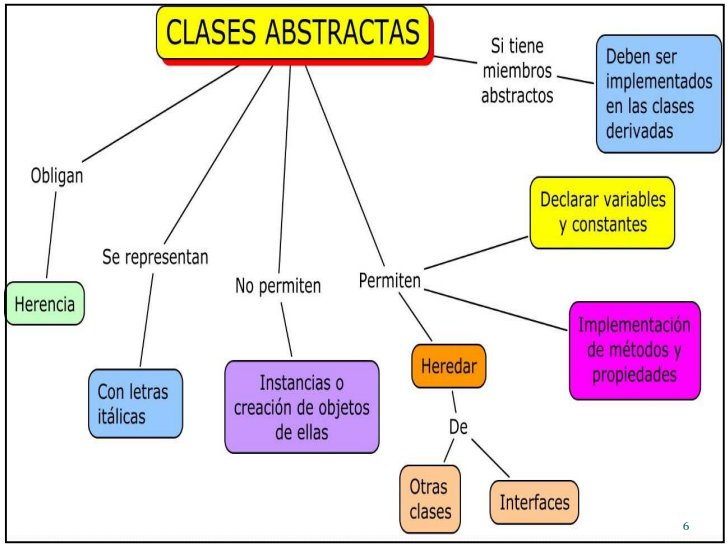 CLASES ABSTRACTAS
Si tiene
miembros
abstractos
Deben ser
implementados
en las clases
derivadas
Obligan
Herencia
Se representan
Con letras
itálicas
No permiten
Instancias o
creación de objetos
de ellas
Permiten
Declarar variables
y constantes
Implementación
de métodos y
propiedades
Heredar
De
Otras
clases
Interfaces
6